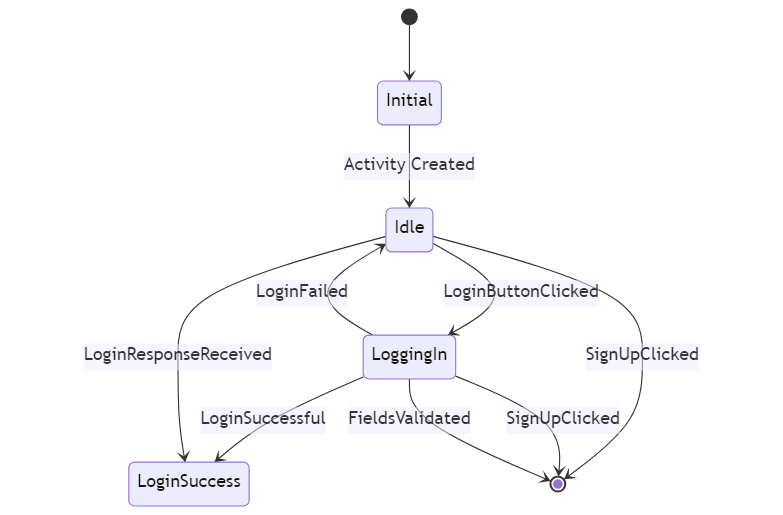 Initial
Activity Created
Idle
LoginFailed
LoginButtonClicked
LoginResponseReceived
LoggingIn
SignUpClicked
LoginSuccessful
FieldsValidated
SignUpClicked
LoginSuccess